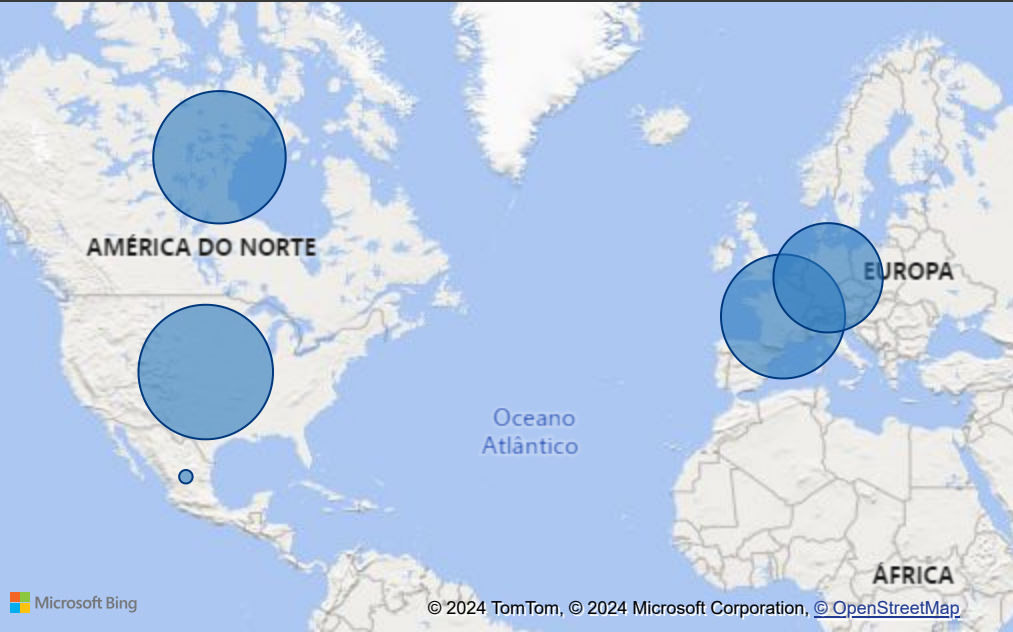 AMÉRICA DO NORTE
EUROPA
Oceano
Atlântico
ÁFRICA
Microsoft Bing
© 2024 TomTom, © 2024 Microsoft Corporation, © OpenStreetMap